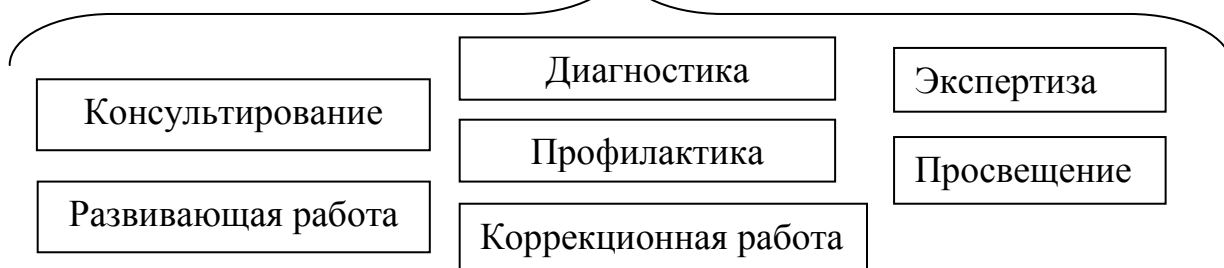 Консультирование
Развивающая работа
Диагностика
Профилактика
Коррекционная работа
Экспертиза
Просвещение